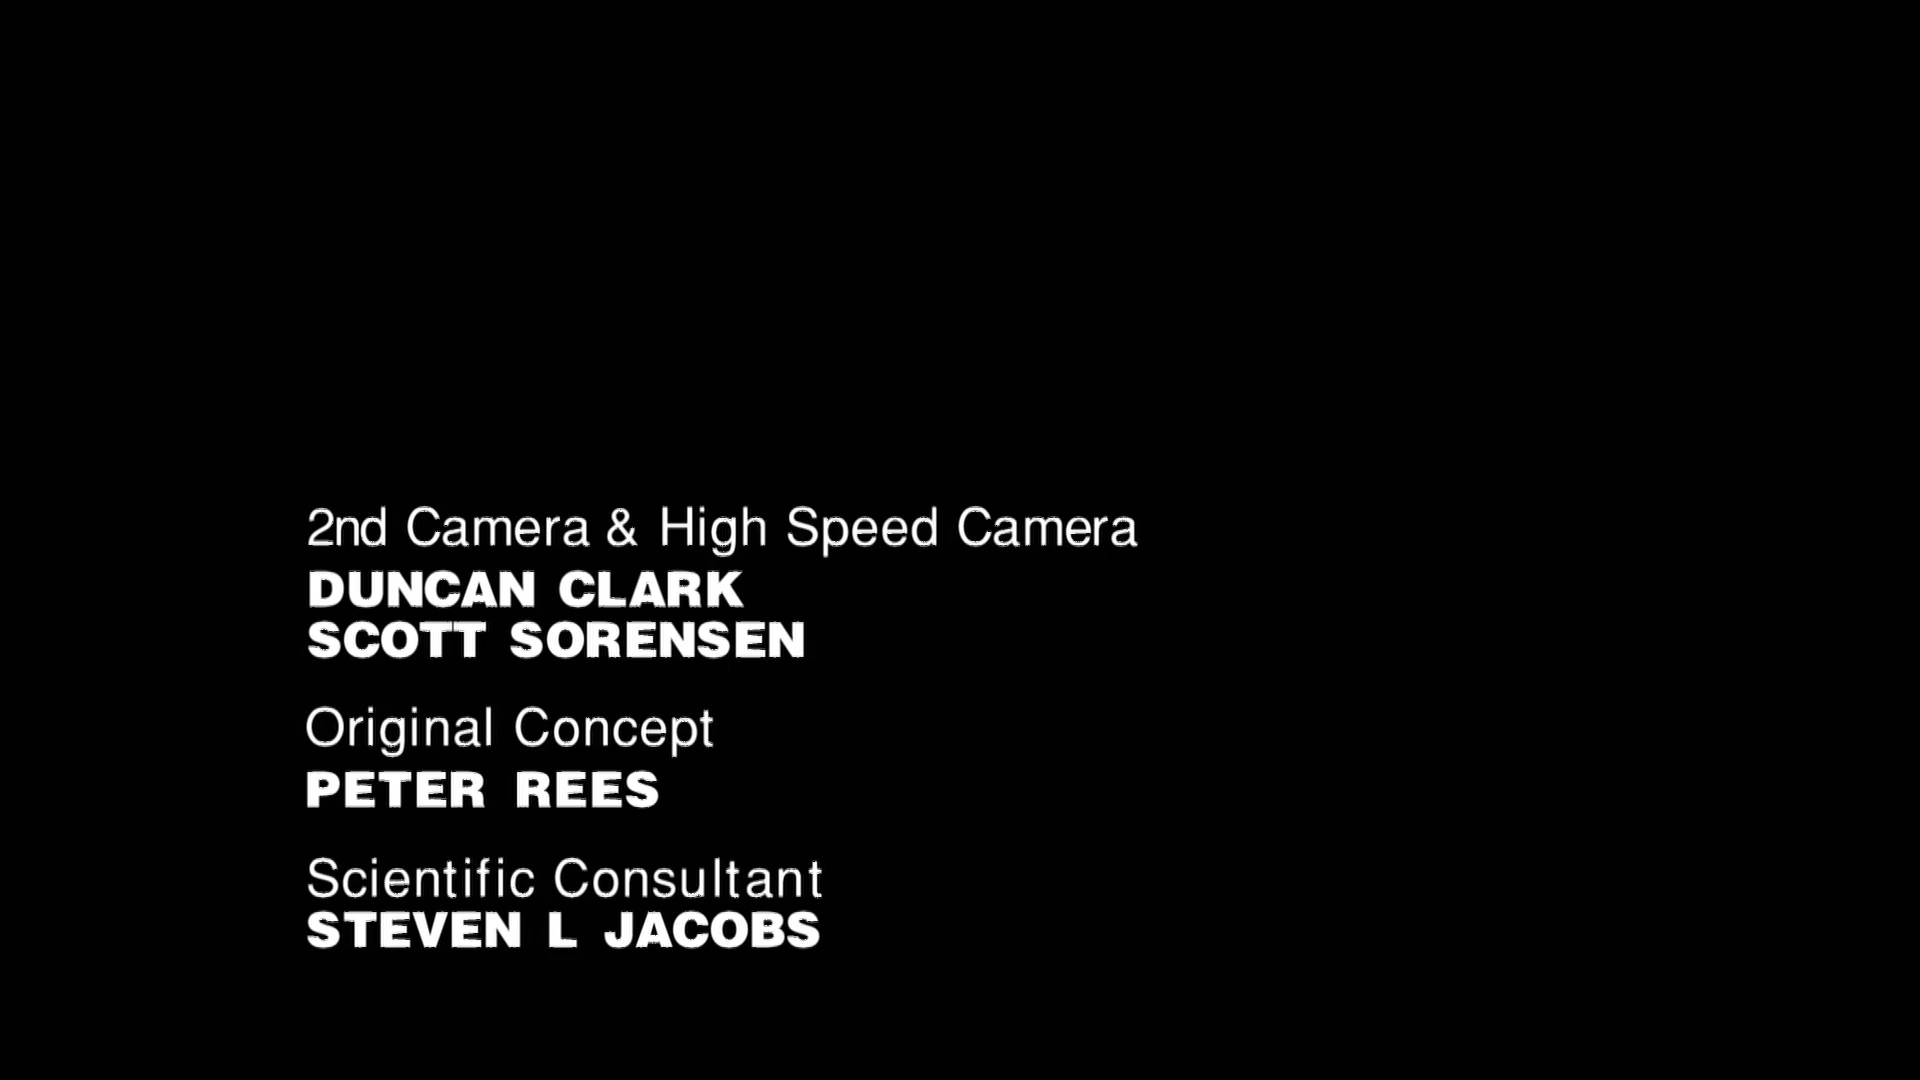 2nd Camera & High Speed Camera
DUNCAN CLARK
SCOTT SORENSEN
Original Concept
PETER REES
Scientific Consultant
STEVEN L JACOBS